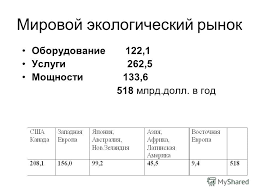 Мировой экологический рынок
• Оборудование 122,1
• Услуги 262,5
• Мощности 133,6
518 млрд.долл. в год
США Канада | Западная Европа | Япония, Австралия, Нов.Зеландия | Азия, Африка, Латинская Америка | Восточная Европа
208,1 | 156,0 | 99,2 | 45,5 | 9,4 | 518
MyShared